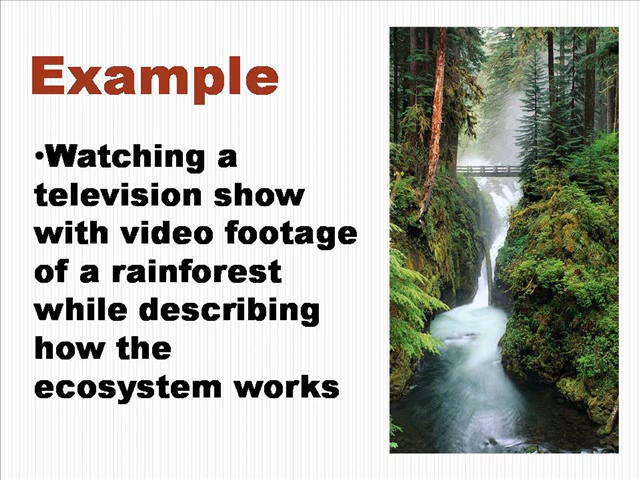 Example
•Watching a
television show
with video footage
of a rainforest
while describing
how the
ecosystem works